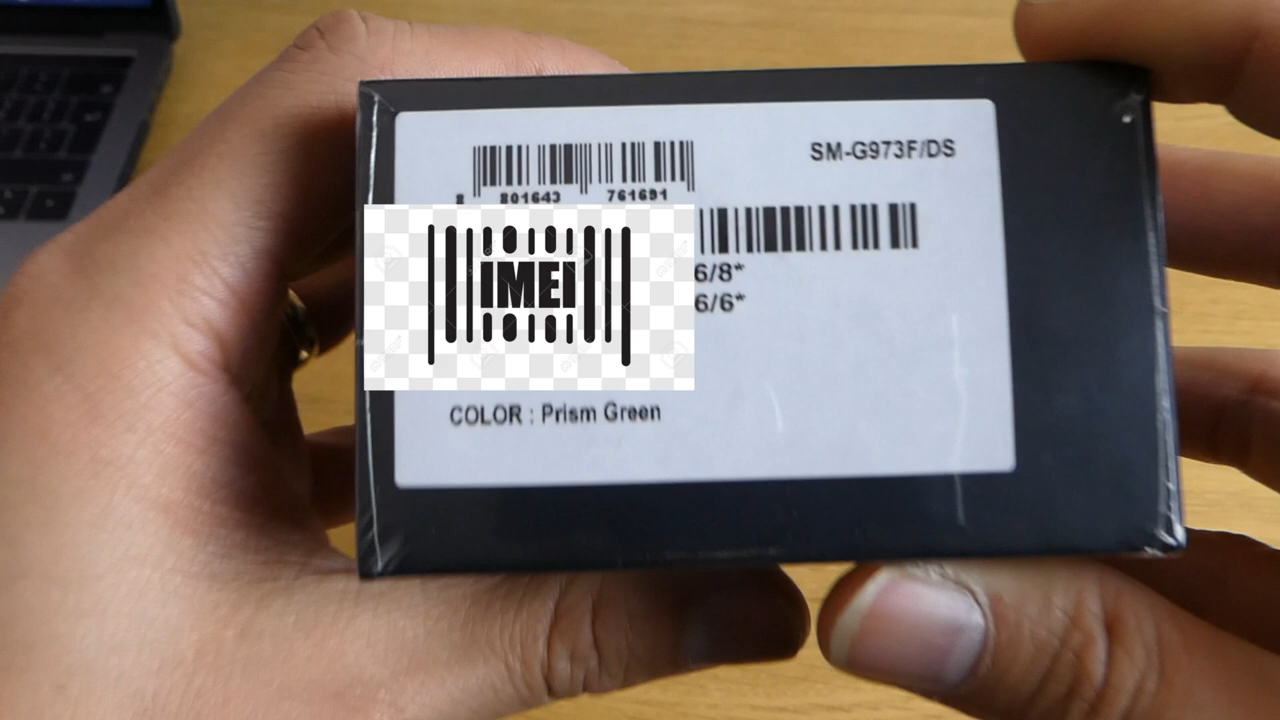 SM-G973F/DS
8 801643 761691
IMEI
6/8*
6/6*
COLOR : Prism Green